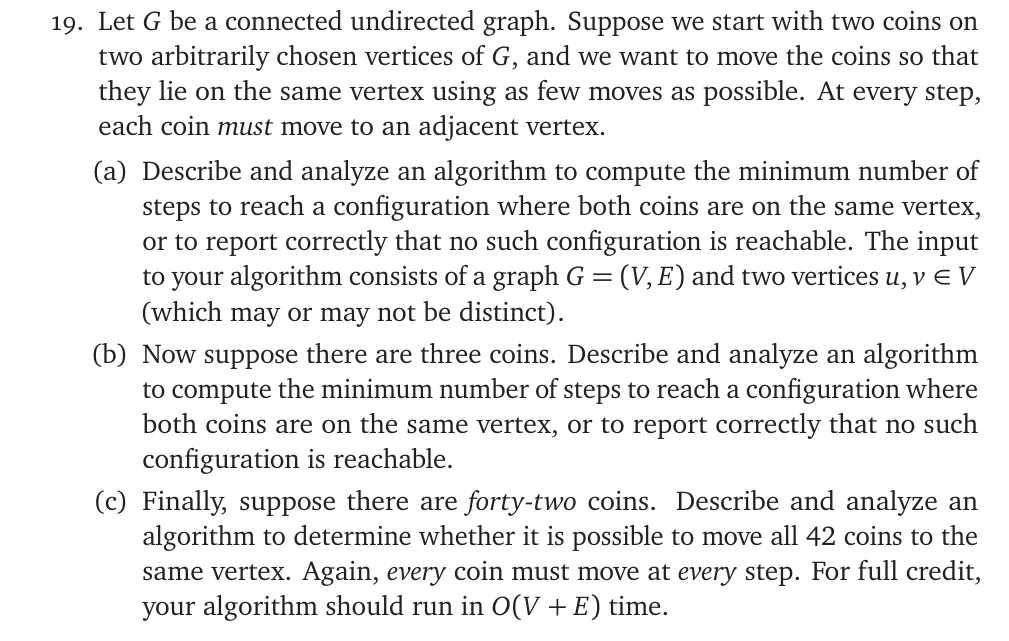 19. Let G be a connected undirected graph. Suppose we start with two coins on
two arbitrarily chosen vertices of G, and we want to move the coins so that
they lie on the same vertex using as few moves as possible. At every step,
each coin must move to an adjacent vertex.
(a) Describe and analyze an algorithm to compute the minimum number of
steps to reach a configuration where both coins are on the same vertex,
or to report correctly that no such configuration is reachable. The input
to your algorithm consists of a graph G = (V, E) and two vertices u, v ∈ V
(which may or may not be distinct).
(b) Now suppose there are three coins. Describe and analyze an algorithm
to compute the minimum number of steps to reach a configuration where
both coins are on the same vertex, or to report correctly that no such
configuration is reachable.
(c) Finally, suppose there are forty-two coins. Describe and analyze an
algorithm to determine whether it is possible to move all 42 coins to the
same vertex. Again, every coin must move at every step. For full credit,
your algorithm should run in O(V + E) time.